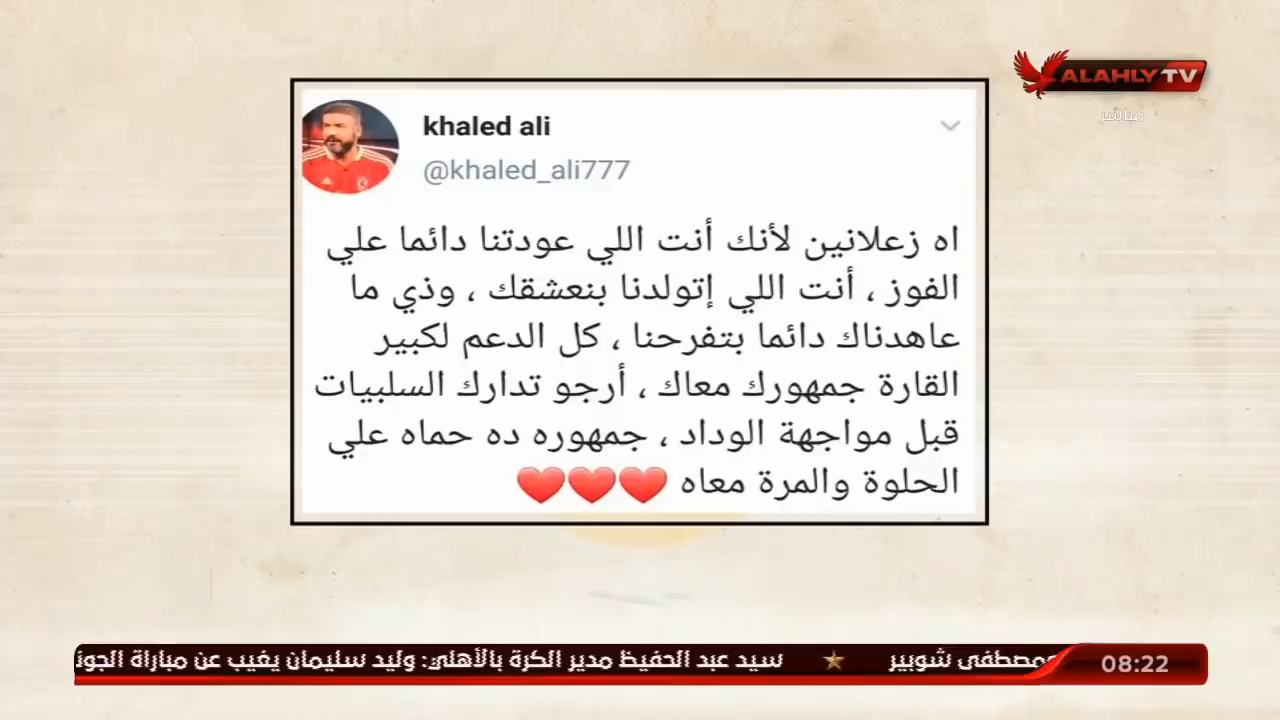 ALAHLY TV
مباشر
khaled ali
@khaled_ali777
اه زعلانين لأنك أنت اللي عودتنا دائما علي
الفوز ، أنت اللي إتولدنا بنعشقك ، وذي ما
عاهدناك دائما بتفرحنا ، كل الدعم لكبير
القارة جمهورك معاك ، أرجو تدارك السلبيات
قبل مواجهة الوداد ، جمهوره ده حماه علي
الحلوة والمرة معاه ❤️❤️❤️
ومصطفى شوبير ★ سيد عبد الحفيظ مدير الكرة بالأهلي: وليد سليمان يغيب عن مباراة
08:22